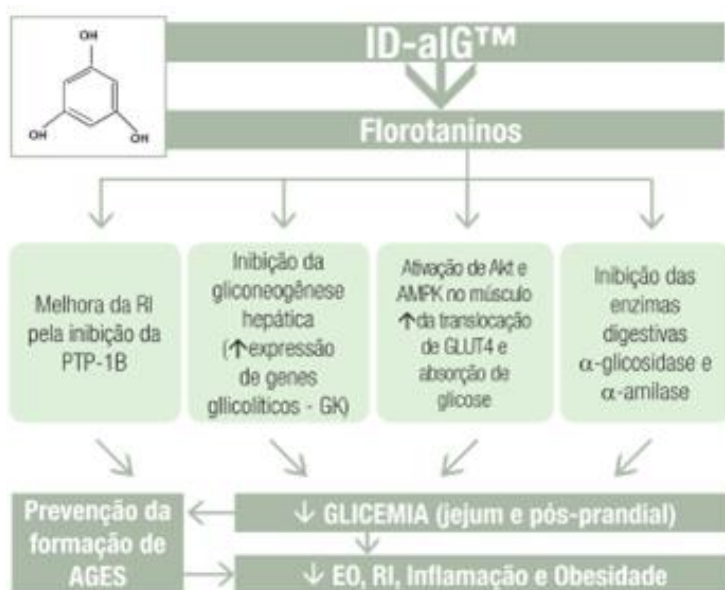 OH
OH
OH
ID-alG™
Florotaninos
Melhora da RI
pela inibição da
PTP-1B
Inibição da
gliconeogênese
hepática
(↑expressão
de genes
gllicolíticos - GK)
Ativação de Akt e
AMPK no músculo
↑da translocação
de GLUT4 e
absorção de
glicose
Inibição das
enzimas
digestivas
α-glicosidase e
α-amilase
Prevenção da
formação de
AGES
↓ GLICEMIA (jejum e pós-prandial)
↓ EO, RI, Inflamação e Obesidade